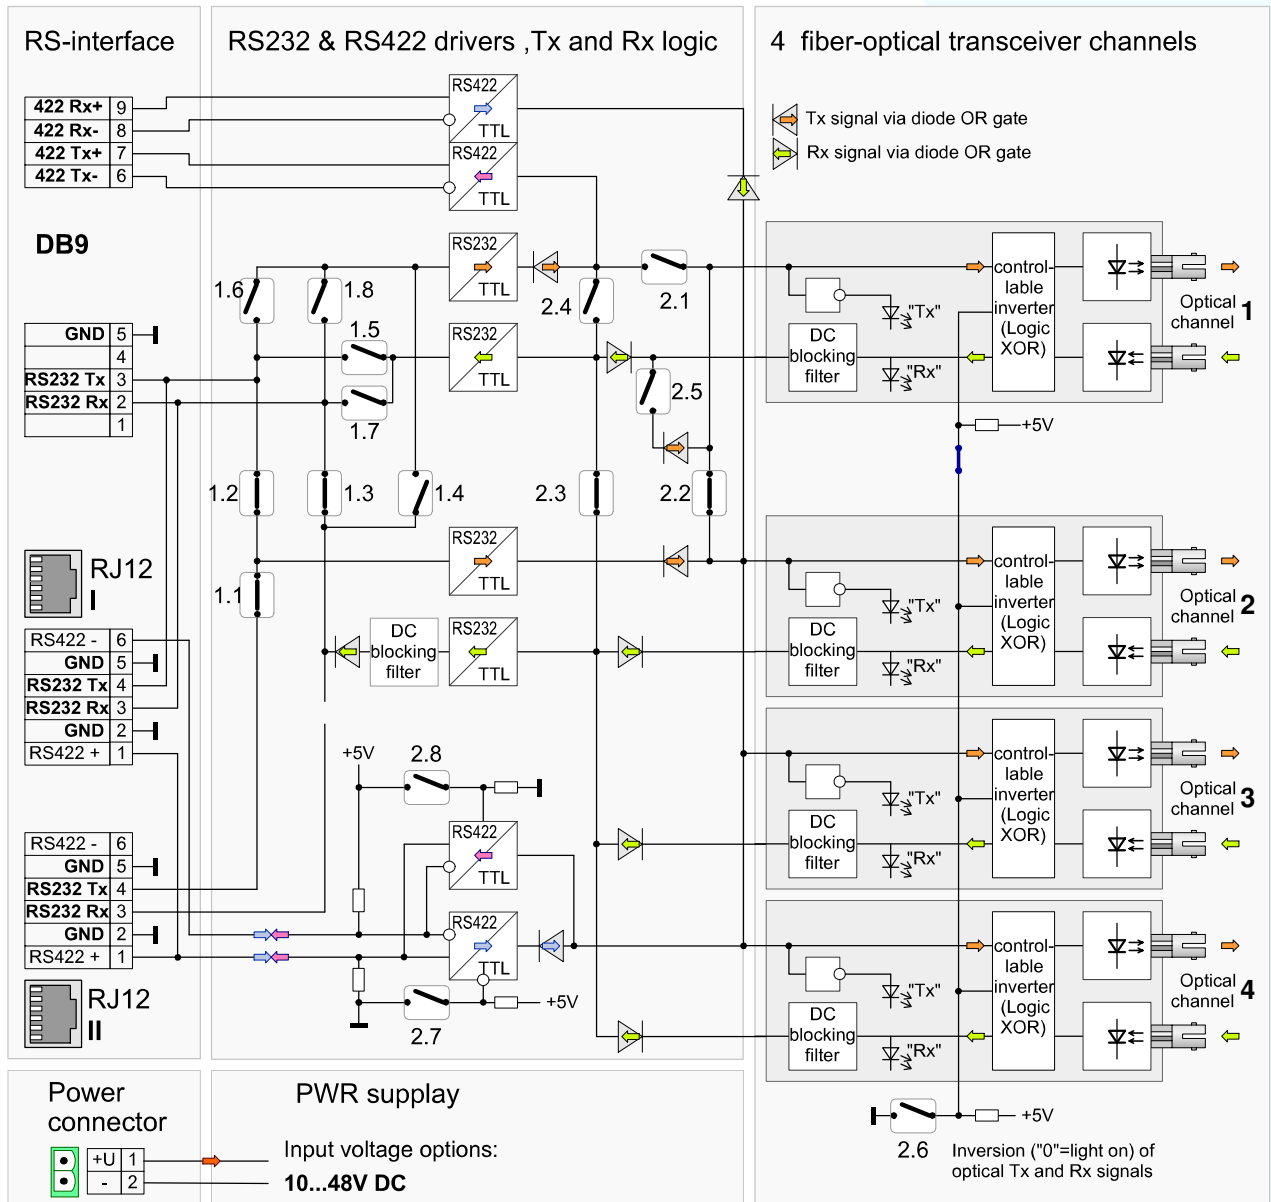 RS-interface
RS232 & RS422 drivers ,Tx and Rx logic
4 fiber-optical transceiver channels
422 Rx+ 9
422 Rx- 8
422 Tx+ 7
422 Tx- 6
RS422
TTL
RS422
TTL
Tx signal via diode OR gate
Rx signal via diode OR gate
DB9
RS232
TTL
1.6
1.8
2.4
2.1
1.5
GND 5
4
RS232 Tx 3
RS232 Rx 2
1
RS232
TTL
2.5
1.7
control-
lable
inverter
(Logic
XOR)
"Tx"
DC
blocking
filter
"Rx"
Optical
channel 1
+5V
1.2
1.3
1.4
2.3
2.2
RJ12
I
1.1
RS232
TTL
control-
lable
inverter
(Logic
XOR)
"Tx"
DC
blocking
filter
"Rx"
Optical
channel 2
RS422 - 6
GND 5
RS232 Tx 4
RS232 Rx 3
GND 2
RS422 + 1
DC
blocking
filter
RS232
TTL
+5V
2.8
control-
lable
inverter
(Logic
XOR)
"Tx"
DC
blocking
filter
"Rx"
Optical
channel 3
RS422 - 6
GND 5
RS232 Tx 4
RS232 Rx 3
GND 2
RS422 + 1
RS422
TTL
RS422
TTL
+5V
2.7
RJ12
II
control-
lable
inverter
(Logic
XOR)
"Tx"
DC
blocking
filter
"Rx"
Optical
channel 4
+5V
2.6
Inversion ("0"=light on) of
optical Tx and Rx signals
Power
connector
+U 1
- 2
PWR supplay
Input voltage options:
10...48V DC